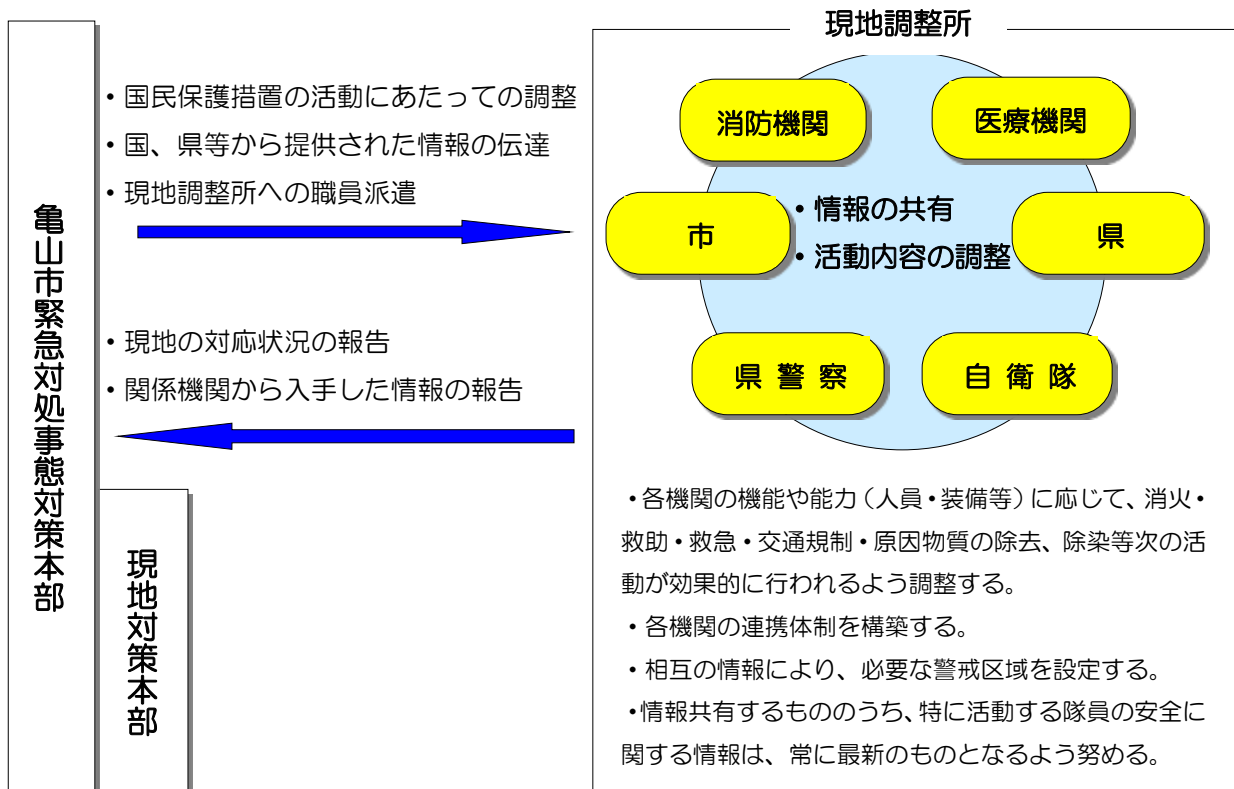 亀山市緊急対処事態対策本部
現地対策本部
・国民保護措置の活動にあたっての調整
・国、県等から提供された情報の伝達
・現地調整所への職員派遣
・現地の対応状況の報告
・関係機関から入手した情報の報告
現地調整所
消防機関
医療機関
市
・情報の共有
・活動内容の調整
県
県警察
自衛隊
・各機関の機能や能力（人員・装備等）に応じて、消火・
救助・救急・交通規制・原因物質の除去、除染等次の活
動が効果的に行われるよう調整する。
・各機関の連携体制を構築する。
・相互の情報により、必要な警戒区域を設定する。
・情報共有するもののうち、特に活動する隊員の安全に
関する情報は、常に最新のものとなるよう努める。